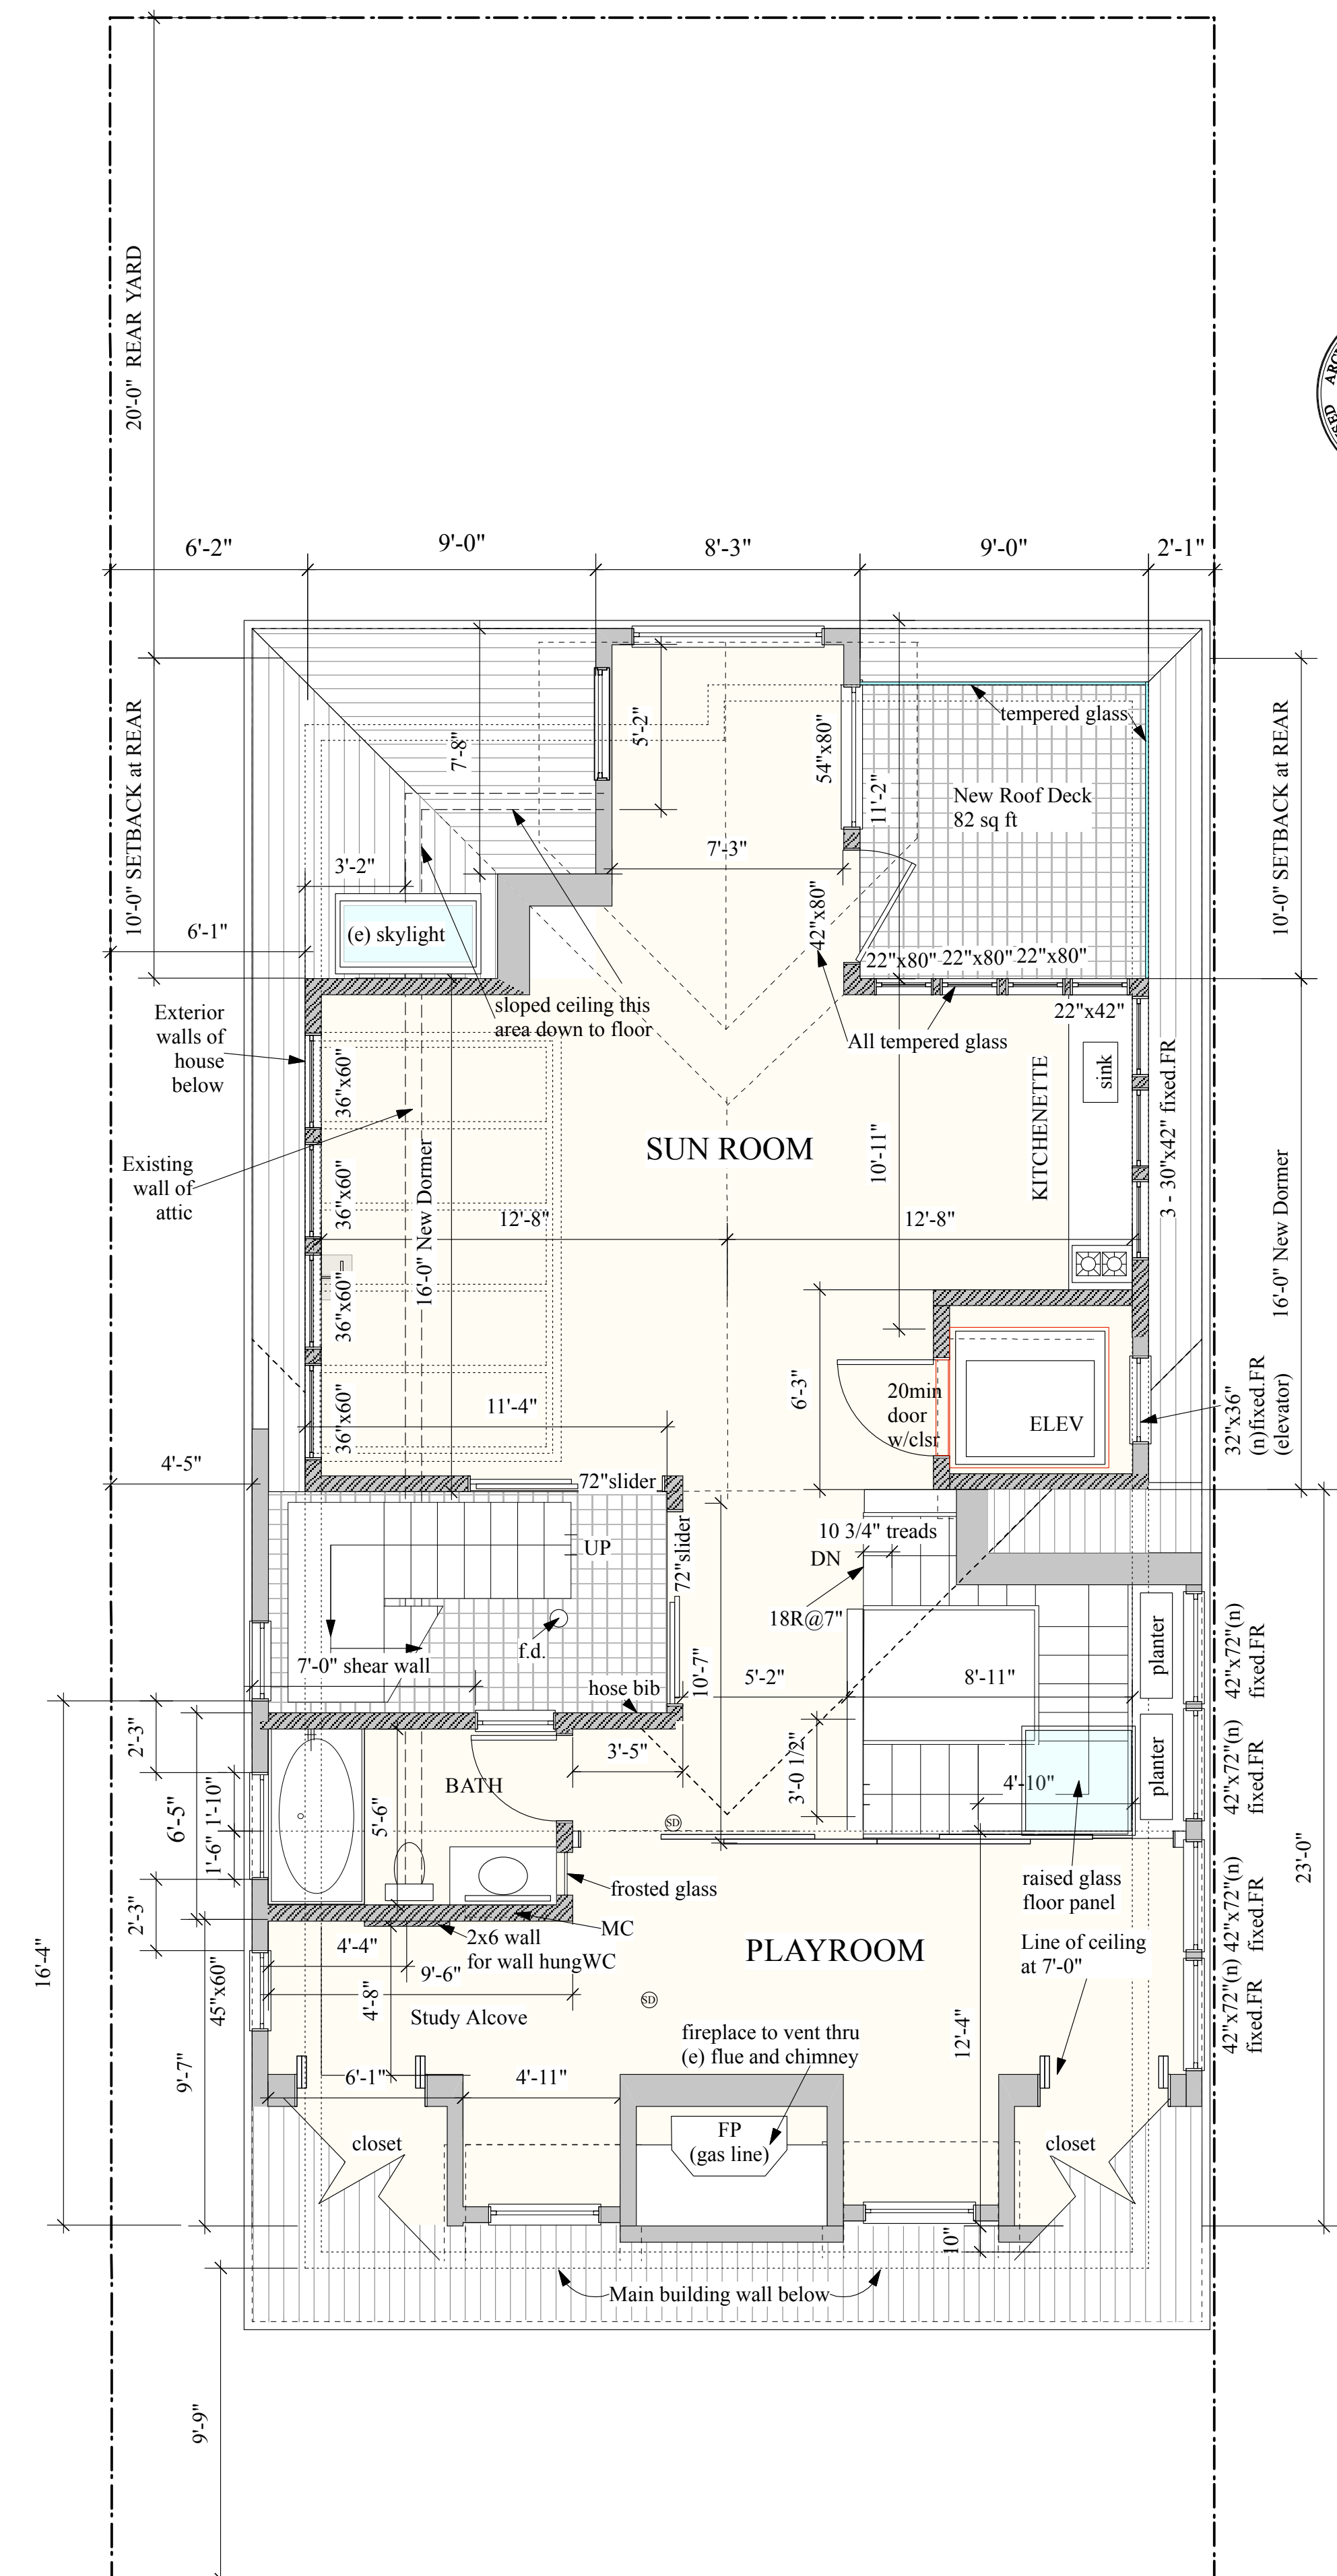 20'-0" REAR YARD
ARC
SED
6'-2"
9'-0"
8'-3"
9'-0"
2'-1"
10'-0" SETBACK at REAR
7'-8"
5'-2"
54"x80"
11'-2"
tempered glass
New Roof Deck
82 sq ft
10'-0" SETBACK at REAR
3'-2"
7'-3"
6'-1"
(e) skylight
42"x80"
22"x80"
22"x80"
22"x80"
sloped ceiling this
area down to floor
22"x42"
All tempered glass
Exterior
walls of
house
below
36"x60"
sink
KITCHENETTE
3 - 30"x42" fixed.FR
SUN ROOM
10'-11"
Existing
wall of
attic
36"x60"
16'-0" New Dormer
12'-8"
12'-8"
16'-0" New Dormer
36"x60"
36"x60"
11'-4"
6'-3"
20min
door
w/clsr
ELEV
32"x36"
(n)fixed.FR
(elevator)
4'-5"
72"slider
72"slider
UP
10 3/4" treads
DN
18R@7"
f.d.
7'-0" shear wall
hose bib
10'-7"
5'-2"
8'-11"
planter
42"x72"(n)
fixed.FR
2'-3"
3'-5"
3'-0 1/2"
4'-10"
planter
42"x72"(n)
fixed.FR
BATH
5'-6"
6'-5"
1'-10"
1'-6"
SD
frosted glass
raised glass
floor panel
23'-0"
2'-3"
MC
2x6 wall
for wall hungWC
4'-4"
9'-6"
PLAYROOM
Line of ceiling
at 7'-0"
42"x72"(n)
fixed.FR
42"x72"(n)
fixed.FR
16'-4"
45"x60"
4'-8"
Study Alcove
SD
fireplace to vent thru
(e) flue and chimney
12'-4"
9'-7"
6'-1"
4'-11"
closet
FP
(gas line)
closet
10"
Main building wall below
9'-9"